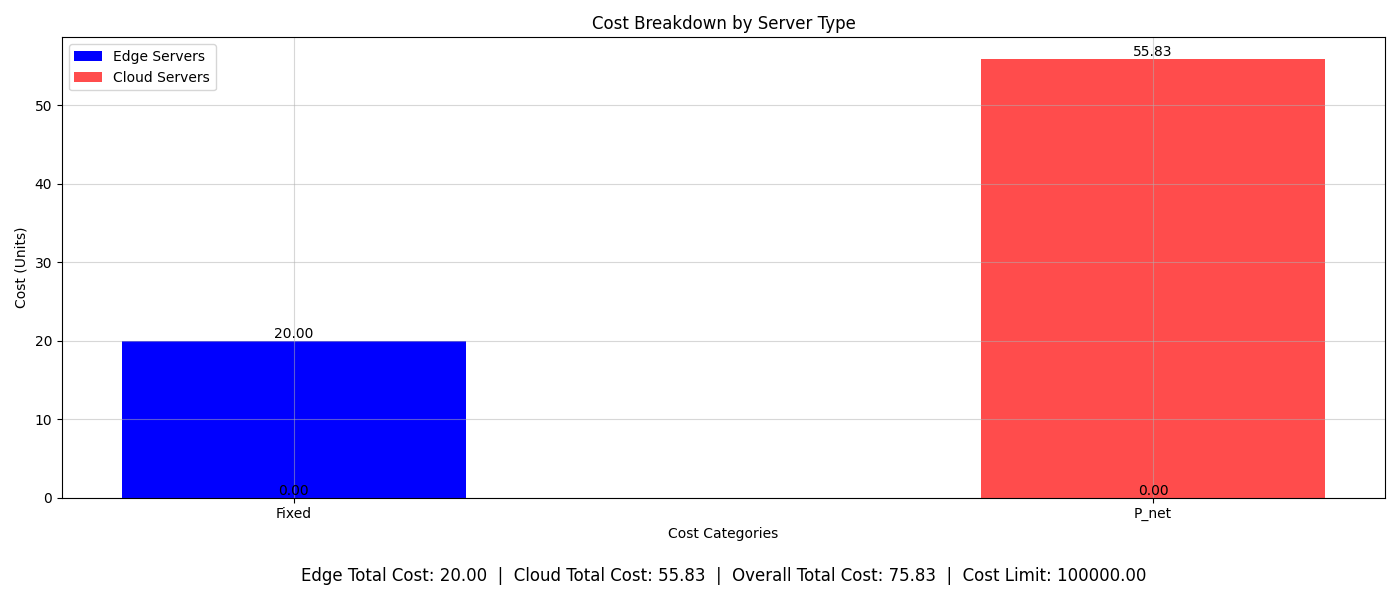 Cost Breakdown by Server Type
Edge Servers
Cloud Servers
Cost (Units)
50
40
30
20
10
0
20.00
0.00
55.83
0.00
Fixed
P_net
Cost Categories
Edge Total Cost: 20.00 | Cloud Total Cost: 55.83 | Overall Total Cost: 75.83 | Cost Limit: 100000.00